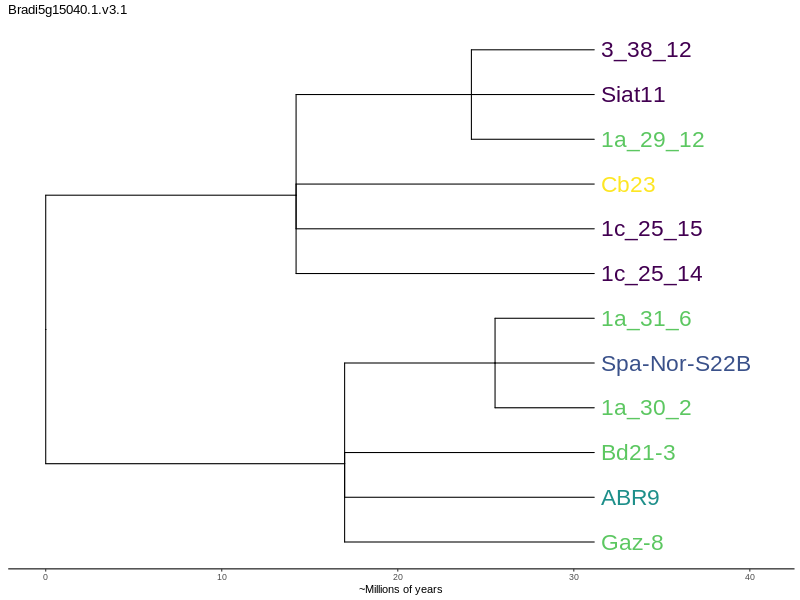 Bradi5g15040.1.v3.1
3_38_12
Siat11
1a_29_12
Cb23
1c_25_15
1c_25_14
1a_31_6
Spa-Nor-S22B
1a_30_2
Bd21-3
ABR9
Gaz-8
0 10 20 30 40
~Millions of years